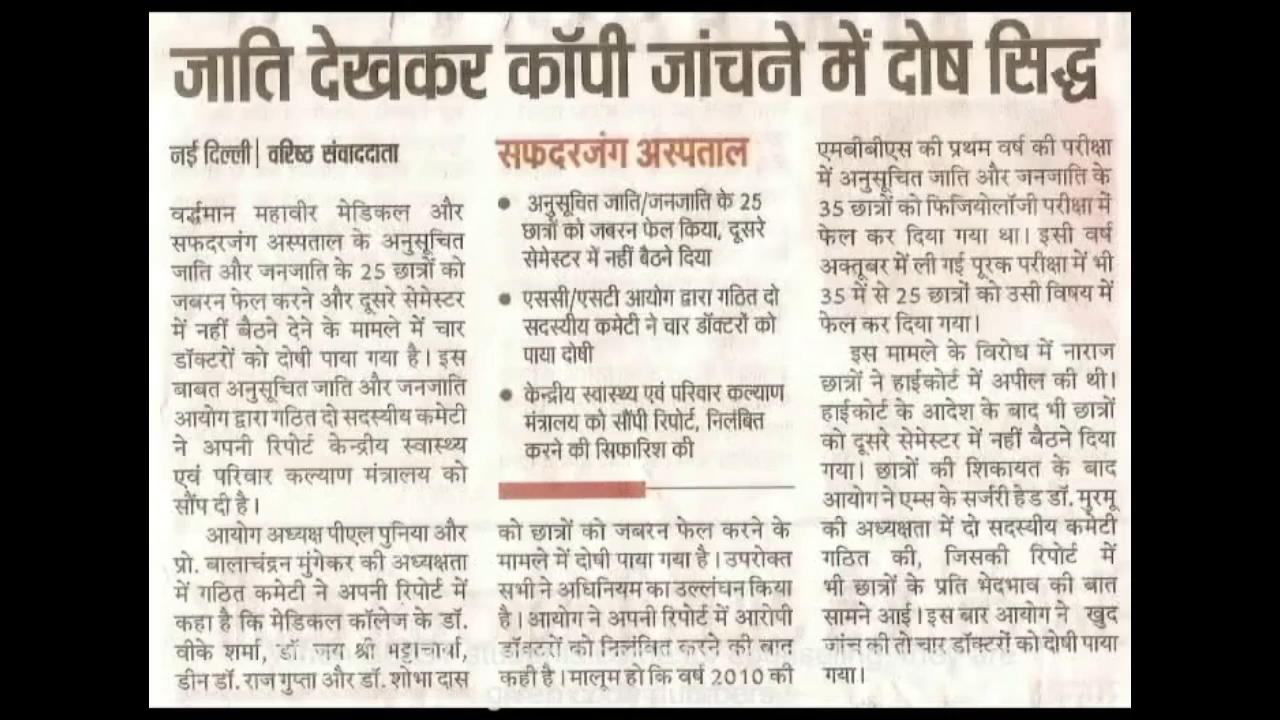 जाति देखकर कॉपी जांचने में दोष सिद्ध
नई दिल्ली | वरिष्ठ संवाददाता
वर्द्धमान महावीर मेडिकल और
सफदरजंग अस्पताल के अनुसूचित
जाति और जनजाति के 25 छात्रों को
जबरन फेल करने और दूसरे सेमेस्टर
में नहीं बैठने देने के मामले में चार
डॉक्टरों को दोषी पाया गया है। इस
बाबत अनुसूचित जाति और जनजाति
आयोग द्वारा गठित दो सदस्यीय कमेटी
ने अपनी रिपोर्ट केन्द्रीय स्वास्थ्य
एवं परिवार कल्याण मंत्रालय को
सौंप दी है।
आयोग अध्यक्ष पीएल पुनिया और
प्रो. बालाचंद्रन मुंगेकर की अध्यक्षता
में गठित कमेटी ने अपनी रिपोर्ट में
कहा है कि मेडिकल कॉलेज के डॉ.
वीके शर्मा, डॉ. जय श्री भट्टाचार्या,
डीन डॉ. राज गुप्ता और डॉ. शोभा दास
सफदरजंग अस्पताल
● अनुसूचित जाति/जनजाति के 25
छात्रों को जबरन फेल किया, दूसरे
सेमेस्टर में नहीं बैठने दिया
● एससी/एसटी आयोग द्वारा गठित दो
सदस्यीय कमेटी ने चार डॉक्टरों को
पाया दोषी
● केन्द्रीय स्वास्थ्य एवं परिवार कल्याण
मंत्रालय को सौंपी रिपोर्ट, निलंबित
करने की सिफारिश की
को छात्रों को जबरन फेल करने के
मामले में दोषी पाया गया है। उपरोक्त
सभी ने अधिनियम का उल्लंघन किया
है। आयोग ने अपनी रिपोर्ट में आरोपी
डॉक्टरों को निलंबित करने की बात
कही है। मालूम हो कि वर्ष 2010 की
एमबीबीएस की प्रथम वर्ष की परीक्षा
में अनुसूचित जाति और जनजाति के
35 छात्रों को फिजियोलॉजी परीक्षा में
फेल कर दिया गया था। इसी वर्ष
अक्तूबर में ली गई पूरक परीक्षा में भी
35 में से 25 छात्रों को उसी विषय में
फेल कर दिया गया।
इस मामले के विरोध में नाराज
छात्रों ने हाईकोर्ट में अपील की थी।
हाईकोर्ट के आदेश के बाद भी छात्रों
को दूसरे सेमेस्टर में नहीं बैठने दिया
गया। छात्रों की शिकायत के बाद
आयोग ने एम्स के सर्जरी हेड डॉ. मुरमू
की अध्यक्षता में दो सदस्यीय कमेटी
गठित की, जिसकी रिपोर्ट में
भी छात्रों के प्रति भेदभाव की बात
सामने आई। इस बार आयोग ने खुद
जांच की तो चार डॉक्टरों को दोषी पाया
गया।